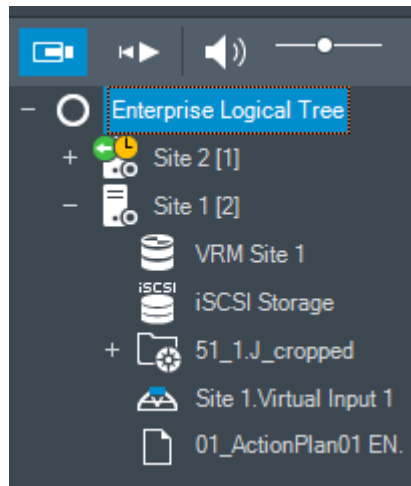 Enterprise Logical Tree
Site 2 [1]
Site 1 [2]
VRM Site 1
iSCSI
iSCSI Storage
51_1.J_cropped
Site 1.Virtual Input 1
01_ActionPlan01 EN.